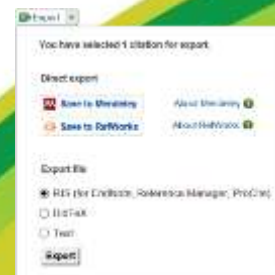 Export
You have selected 1 citation for export.
Direct export
Save to Mendeley
About Mendeley
Save to RefWorks
About RefWorks
Export file
RIS (for EndNote, Reference Manager, ProCite)
BibTeX
Text
Export